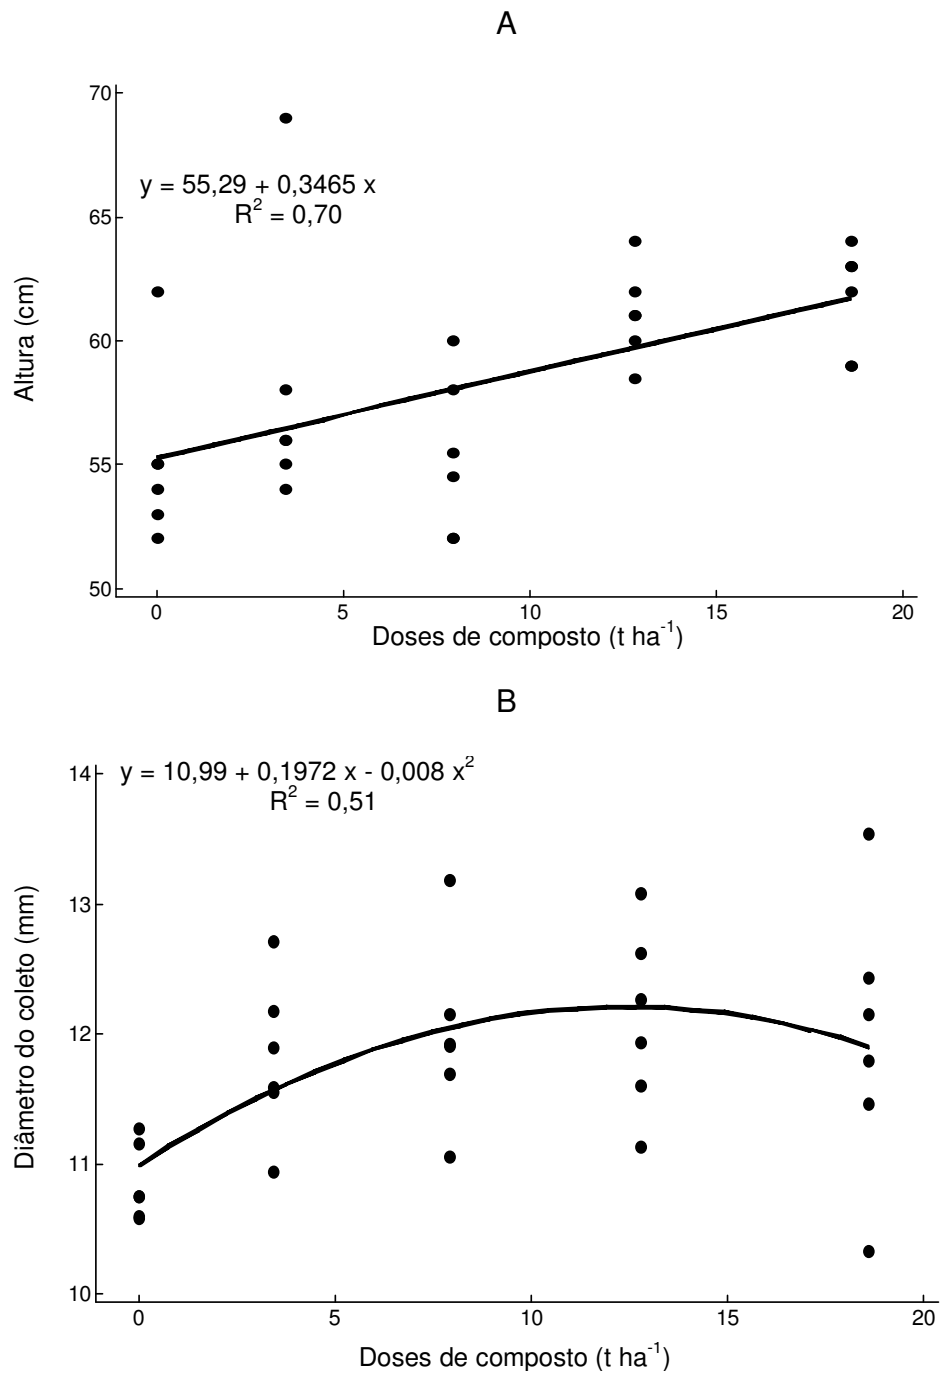 A
70
y = 55,29 + 0,3465 x
R² = 0,70
65
60
55
50
Altura (cm)
0 5 10 15 20
Doses de composto (t ha⁻¹)
B
14
y = 10,99 + 0,1972 x - 0,008 x²
R² = 0,51
13
12
11
10
Diâmetro do coleto (mm)
0 5 10 15 20
Doses de composto (t ha⁻¹)